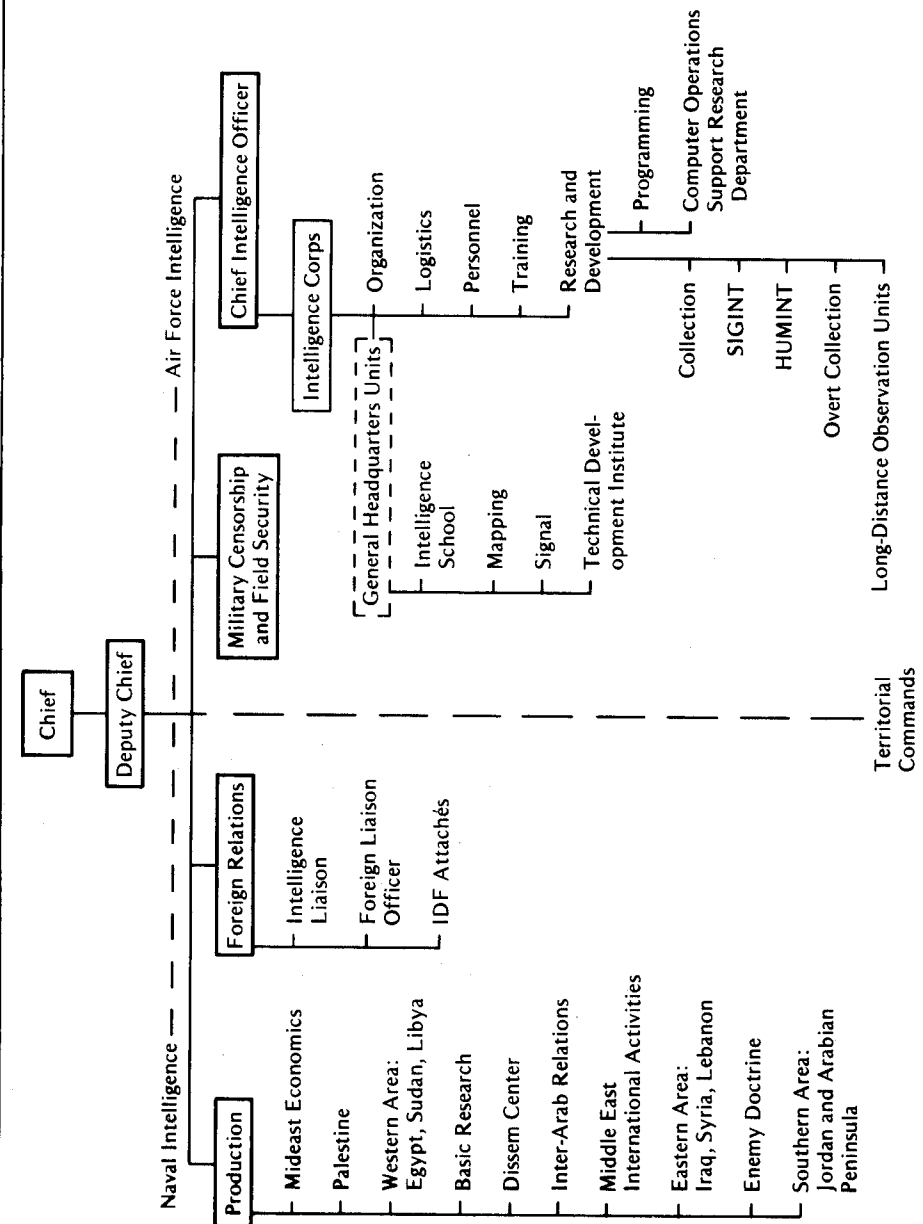 Chief
Deputy Chief
Naval Intelligence
Air Force Intelligence
Production
Mideast Economics
Palestine
Western Area:
Egypt, Sudan, Libya
Basic Research
Dissem Center
Inter-Arab Relations
Middle East
International Activities
Eastern Area:
Iraq, Syria, Lebanon
Enemy Doctrine
Southern Area:
Jordan and Arabian
Peninsula
Foreign Relations
Intelligence
Liaison
Foreign Liaison
Officer
IDF Attachés
Territorial
Commands
Military Censorship
and Field Security
Chief Intelligence Officer
Intelligence Corps
General Headquarters Units
Intelligence
School
Mapping
Signal
Technical Devel-
opment Institute
Organization
Logistics
Personnel
Training
Research and
Development
Programming
Computer Operations
Support Research
Department
Collection
SIGINT
HUMINT
Overt Collection
Long-Distance Observation Units